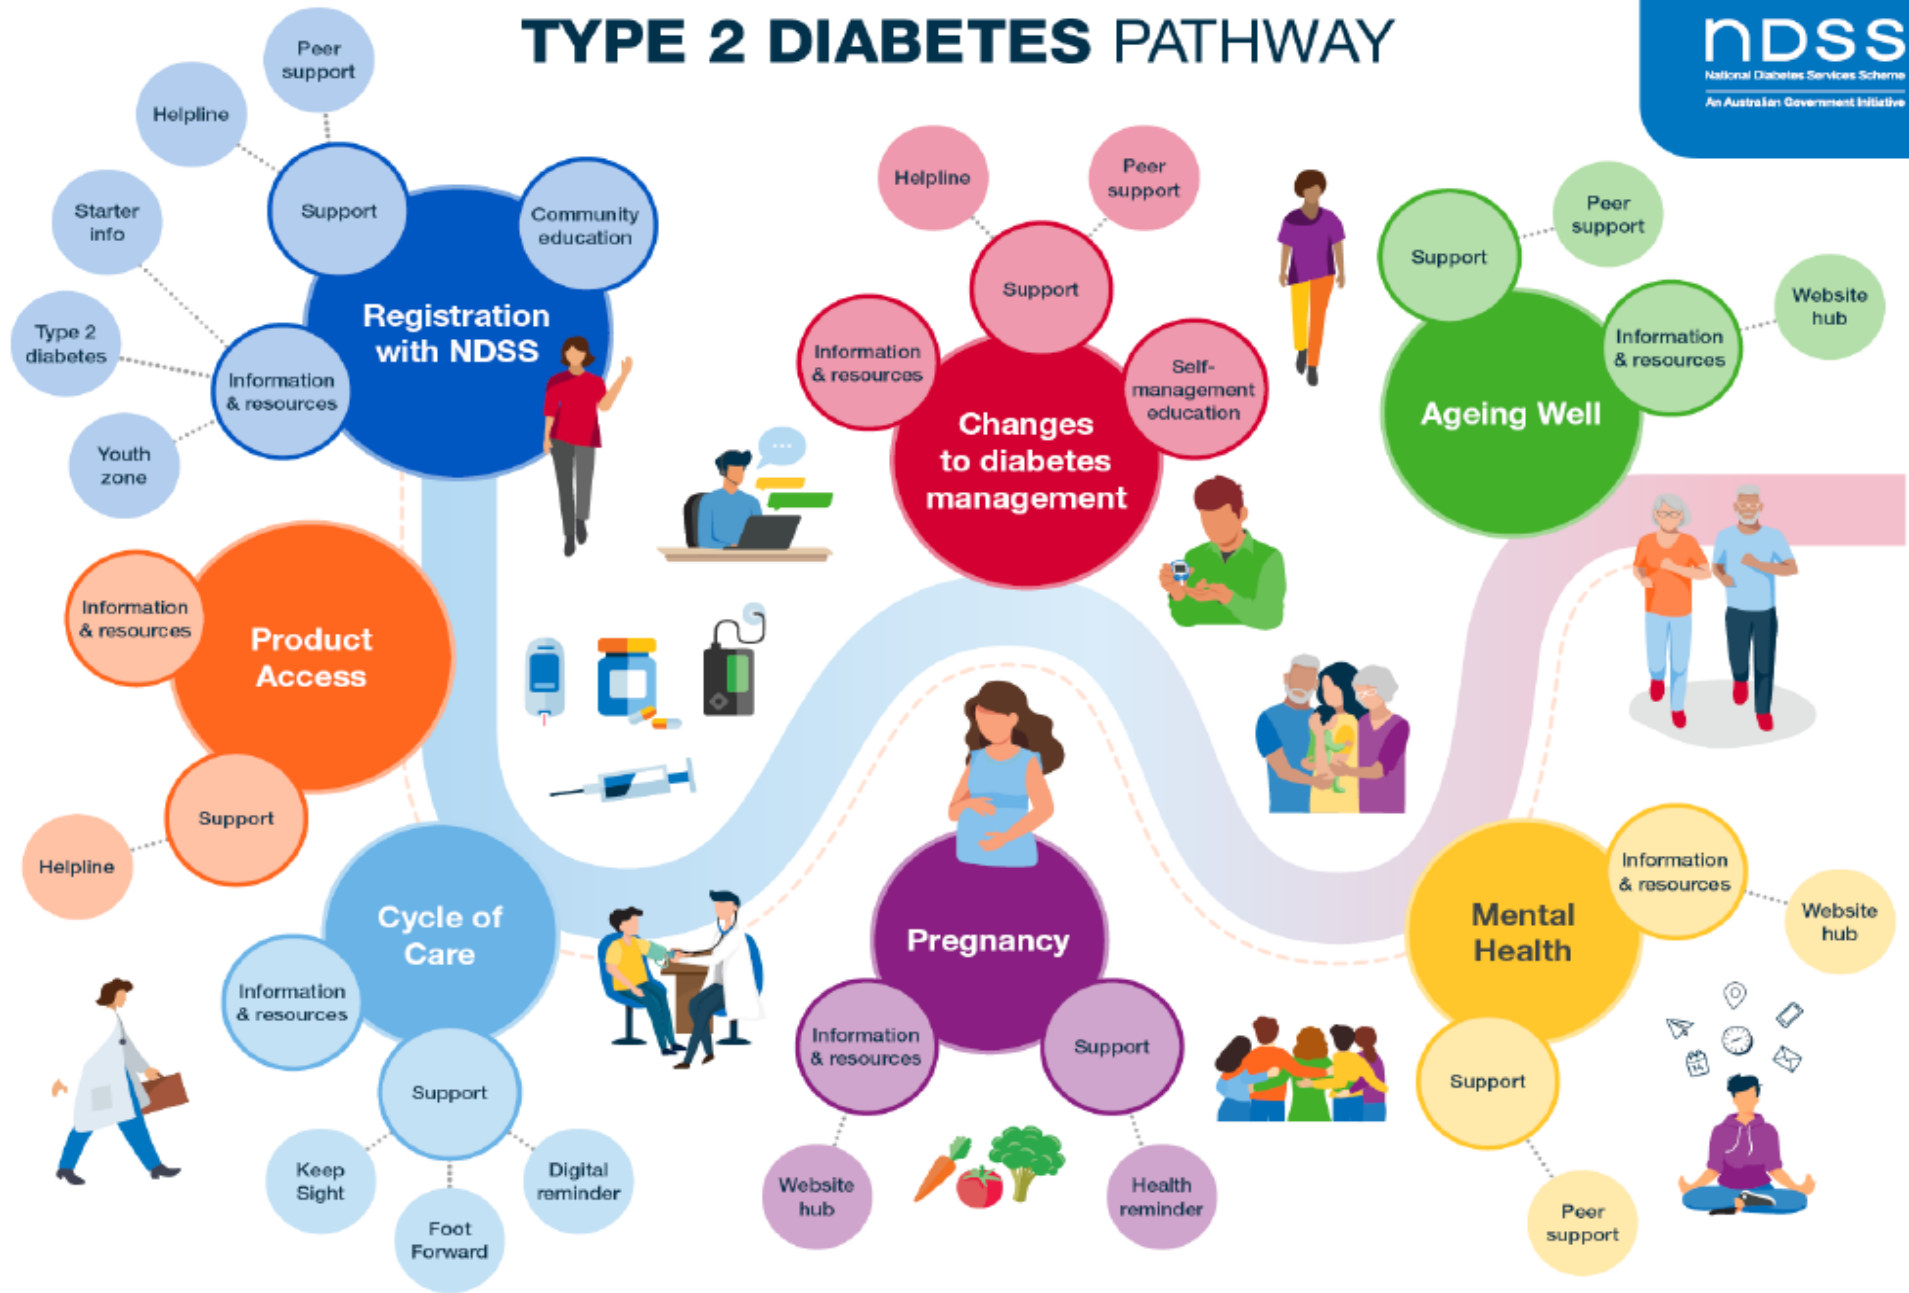 TYPE 2 DIABETES PATHWAY
nDSS
National Diabetes Services Scheme
An Australian Government Initiative
Peer
support
Helpline
Starter
info
Support
Community
education
Type 2
diabetes
Registration
with NDSS
Information
& resources
Youth
zone
Information
& resources
Product
Access
Support
Helpline
Cycle of
Care
Information
& resources
Support
Keep
Sight
Foot
Forward
Digital
reminder
Helpline
Peer
support
Support
Information
& resources
Self-
management
education
Changes
to diabetes
management
Pregnancy
Information
& resources
Support
Website
hub
Health
reminder
Support
Peer
support
Information
& resources
Website
hub
Ageing Well
Mental
Health
Information
& resources
Website
hub
Support
Peer
support
14